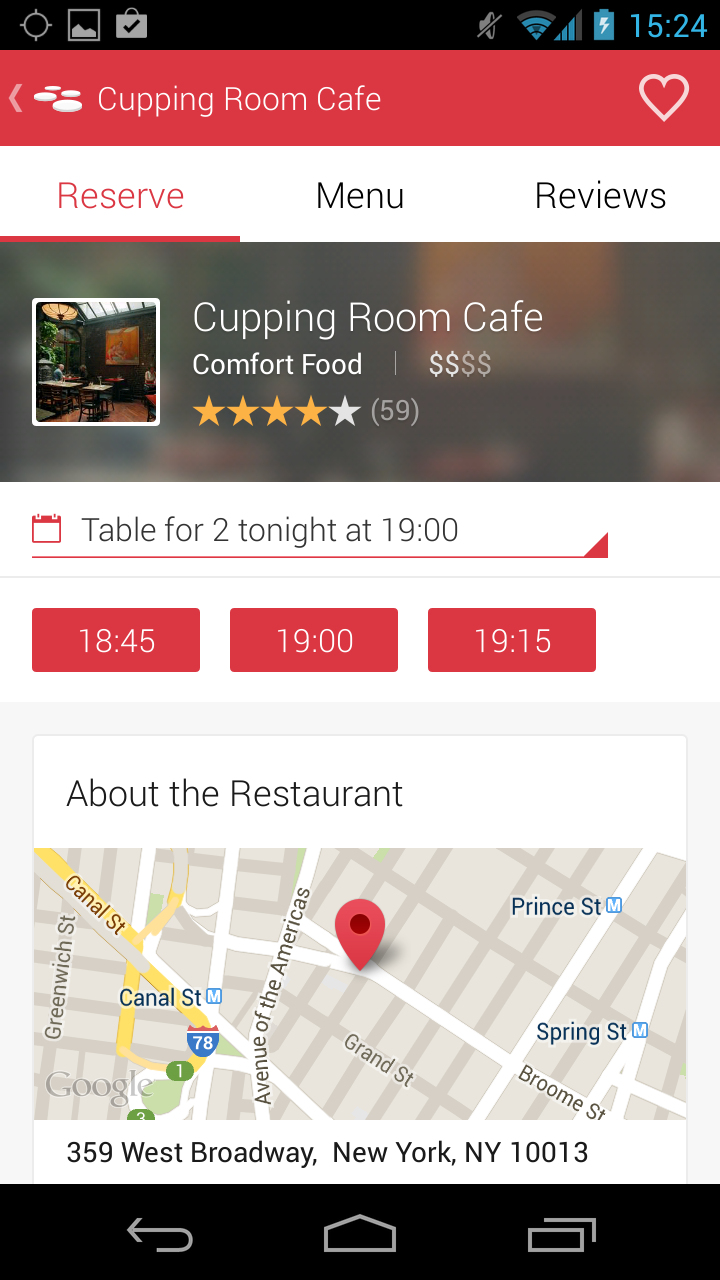 15:24
Cupping Room Cafe
Reserve
Menu
Reviews
Cupping Room Cafe
Comfort Food | $$$$
(59)
Table for 2 tonight at 19:00
18:45
19:00
19:15
About the Restaurant
Canal St
Greenwich St
Avenue of the Americas
Prince St M
Canal St M
78
Spring St M
Grand St
1
Google
Broome St
3
359 West Broadway, New York, NY 10013